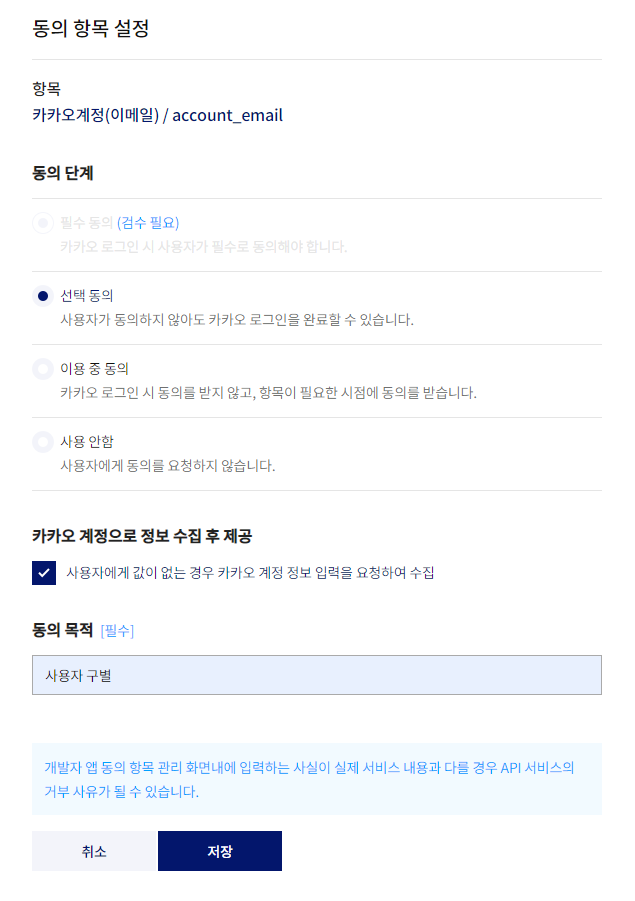 동의 항목 설정
항목
카카오계정(이메일) / account_email
동의 단계
필수 동의 (검수 필요)
카카오 로그인 시 사용자가 필수로 동의해야 합니다.
선택 동의
사용자가 동의하지 않아도 카카오 로그인을 완료할 수 있습니다.
이용 중 동의
카카오 로그인 시 동의를 받지 않고, 항목이 필요한 시점에 동의를 받습니다.
사용 안함
사용자에게 동의를 요청하지 않습니다.
카카오 계정으로 정보 수집 후 제공
사용자에게 값이 없는 경우 카카오 계정 정보 입력을 요청하여 수집
동의 목적 [필수]
사용자 구별
개발자 앱 동의 항목 관리 화면내에 입력하는 사실이 실제 서비스 내용과 다를 경우 API 서비스의
거부 사유가 될 수 있습니다.
취소 저장